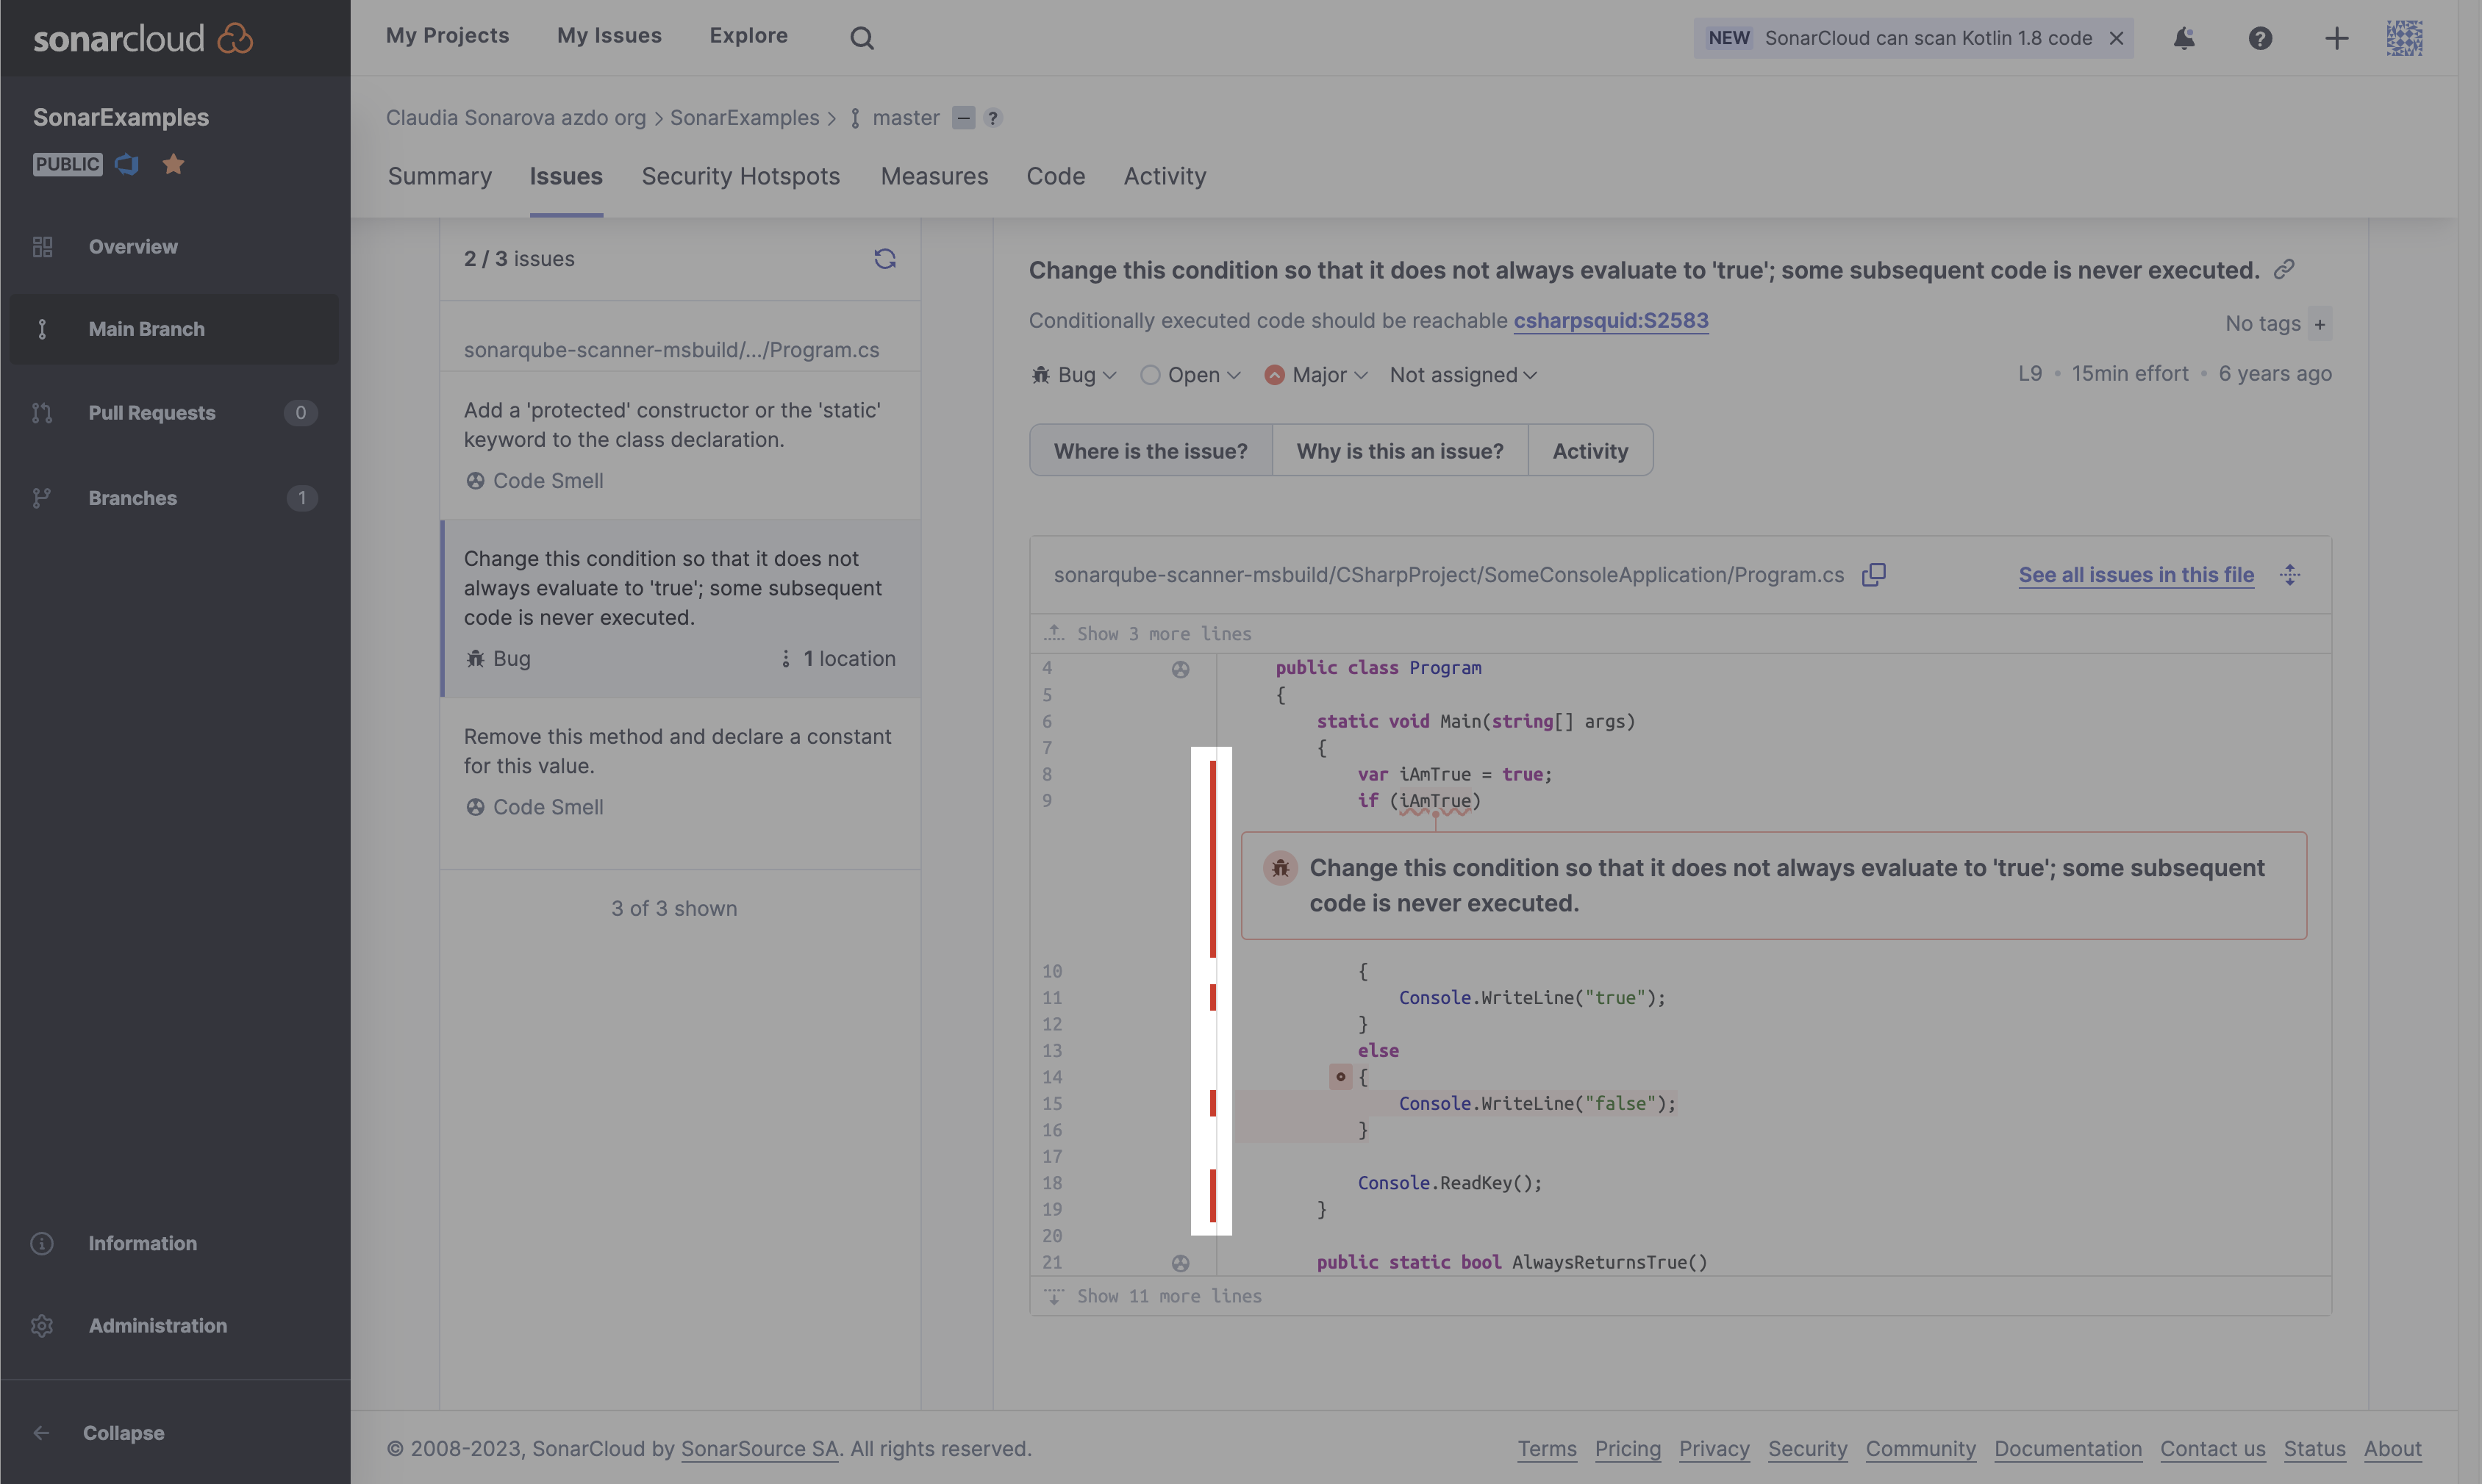 sonarcloud
My Projects My Issues Explore
NEW SonarCloud can scan Kotlin 1.8 code
SonarExamples
PUBLIC
Overview
Main Branch
Pull Requests 0
Branches 1
Information
Administration
Collapse
Claudia Sonarova azdo org > SonarExamples > master
Summary Issues Security Hotspots Measures Code Activity
2 / 3 issues
sonarqube-scanner-msbuild/.../Program.cs
Add a 'protected' constructor or the 'static'
keyword to the class declaration.
Code Smell
Change this condition so that it does not
always evaluate to 'true'; some subsequent
code is never executed.
Bug 1 location
Remove this method and declare a constant
for this value.
Code Smell
3 of 3 shown
Change this condition so that it does not always evaluate to 'true'; some subsequent code is never executed.
Conditionally executed code should be reachable csharpsquid:S2583
No tags +
Bug Open Major Not assigned
L9 • 15min effort • 6 years ago
Where is the issue? Why is this an issue? Activity
sonarqube-scanner-msbuild/CSharpProject/SomeConsoleApplication/Program.cs
See all issues in this file
Show 3 more lines
4 public class Program
5 {
6 static void Main(string[] args)
7 {
8 var iAmTrue = true;
9 if (iAmTrue)
Change this condition so that it does not always evaluate to 'true'; some subsequent
code is never executed.
10 {
11 Console.WriteLine("true");
12 }
13 else
14 {
15 Console.WriteLine("false");
16 }
17
18 Console.ReadKey();
19 }
20
21 public static bool AlwaysReturnsTrue()
Show 11 more lines
© 2008-2023, SonarCloud by SonarSource SA. All rights reserved.
Terms Pricing Privacy Security Community Documentation Contact us Status About